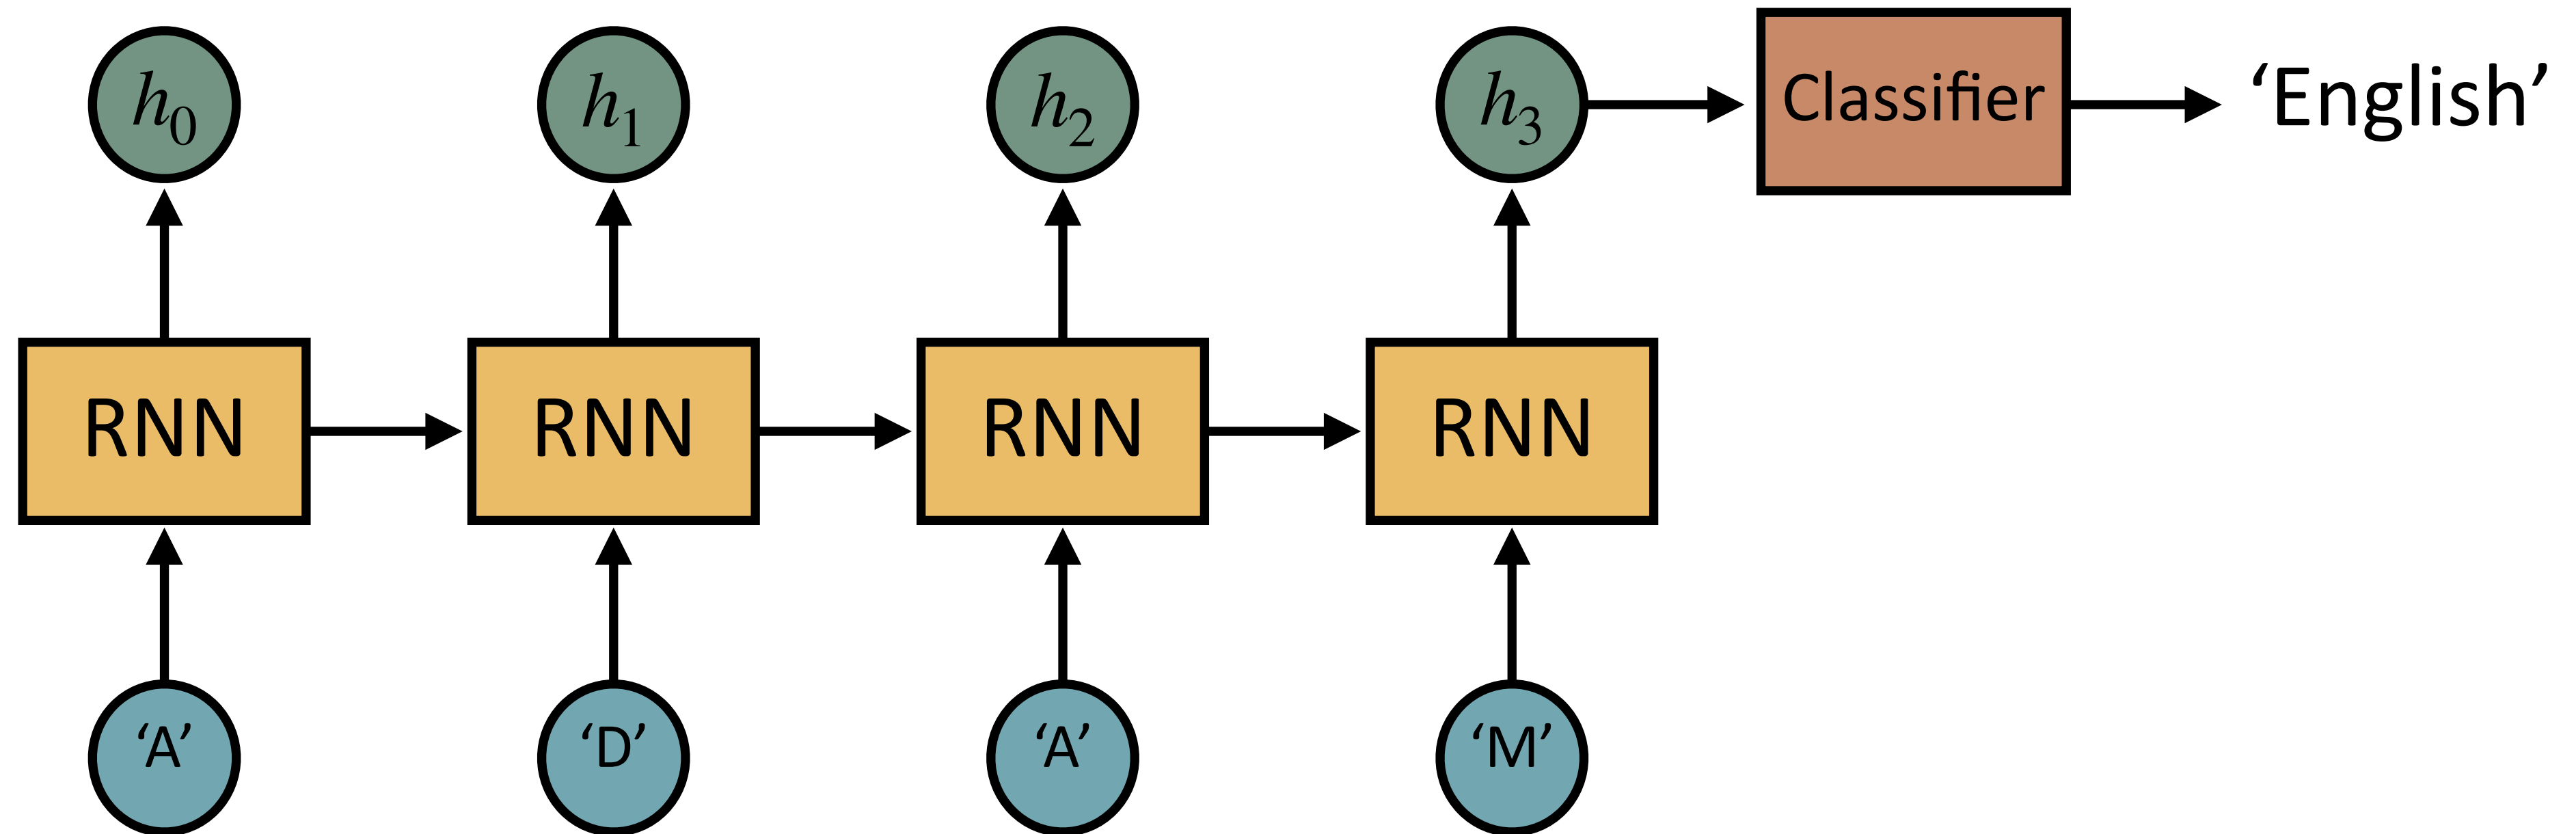 h0 h1 h2 h3 Classifier ‘English’
RNN RNN RNN RNN
‘A’ ‘D’ ‘A’ ‘M’